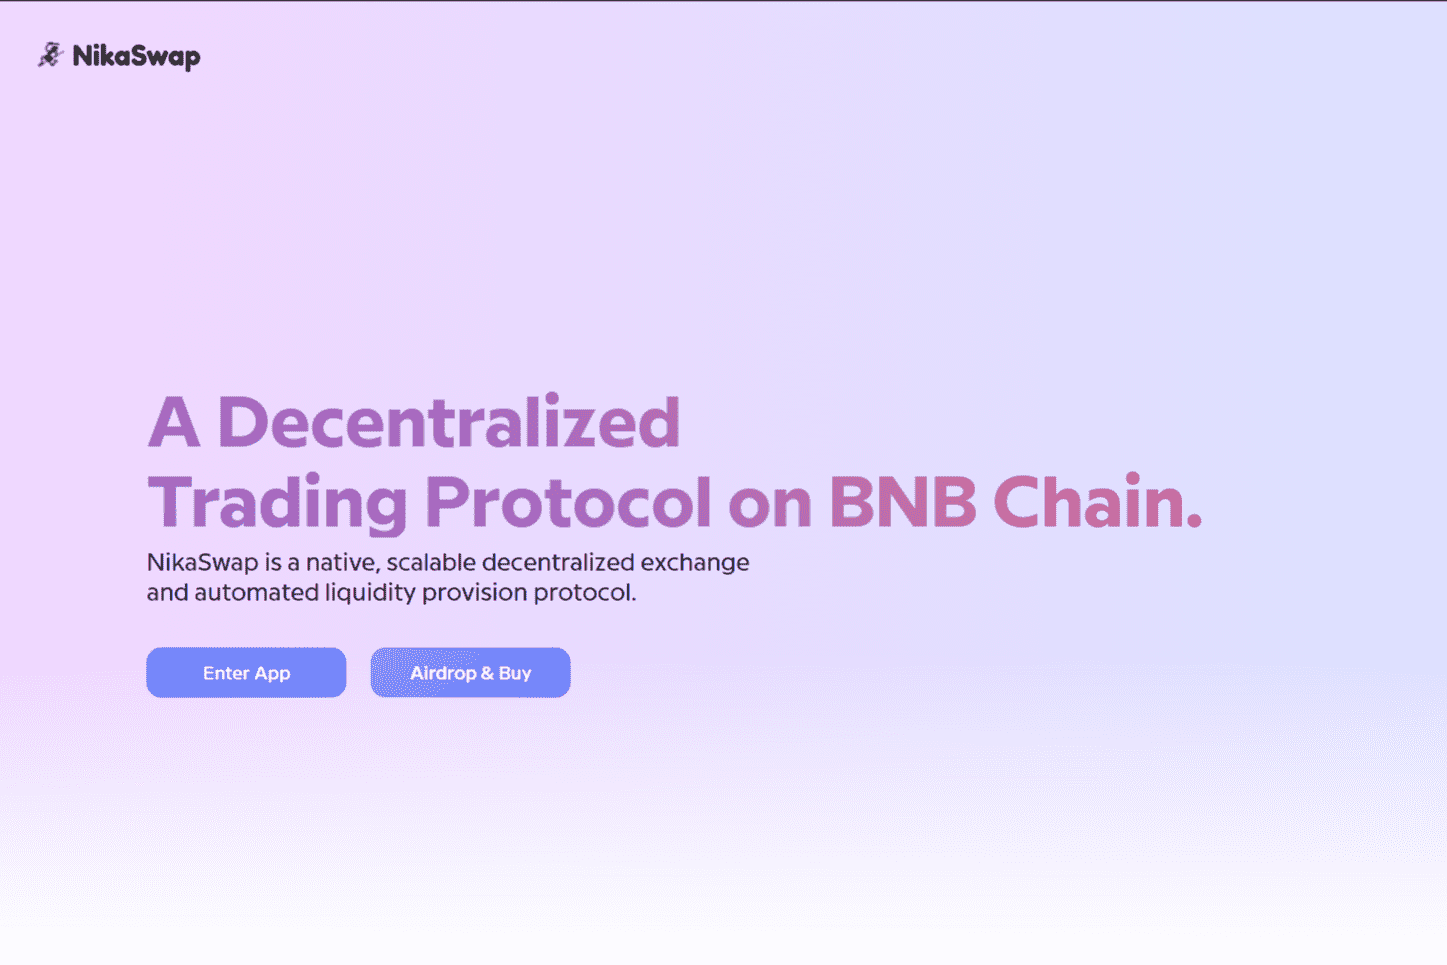 NikaSwap
A Decentralized
Trading Protocol on BNB Chain.
NikaSwap is a native, scalable decentralized exchange
and automated liquidity provision protocol.
Enter App
Airdrop & Buy